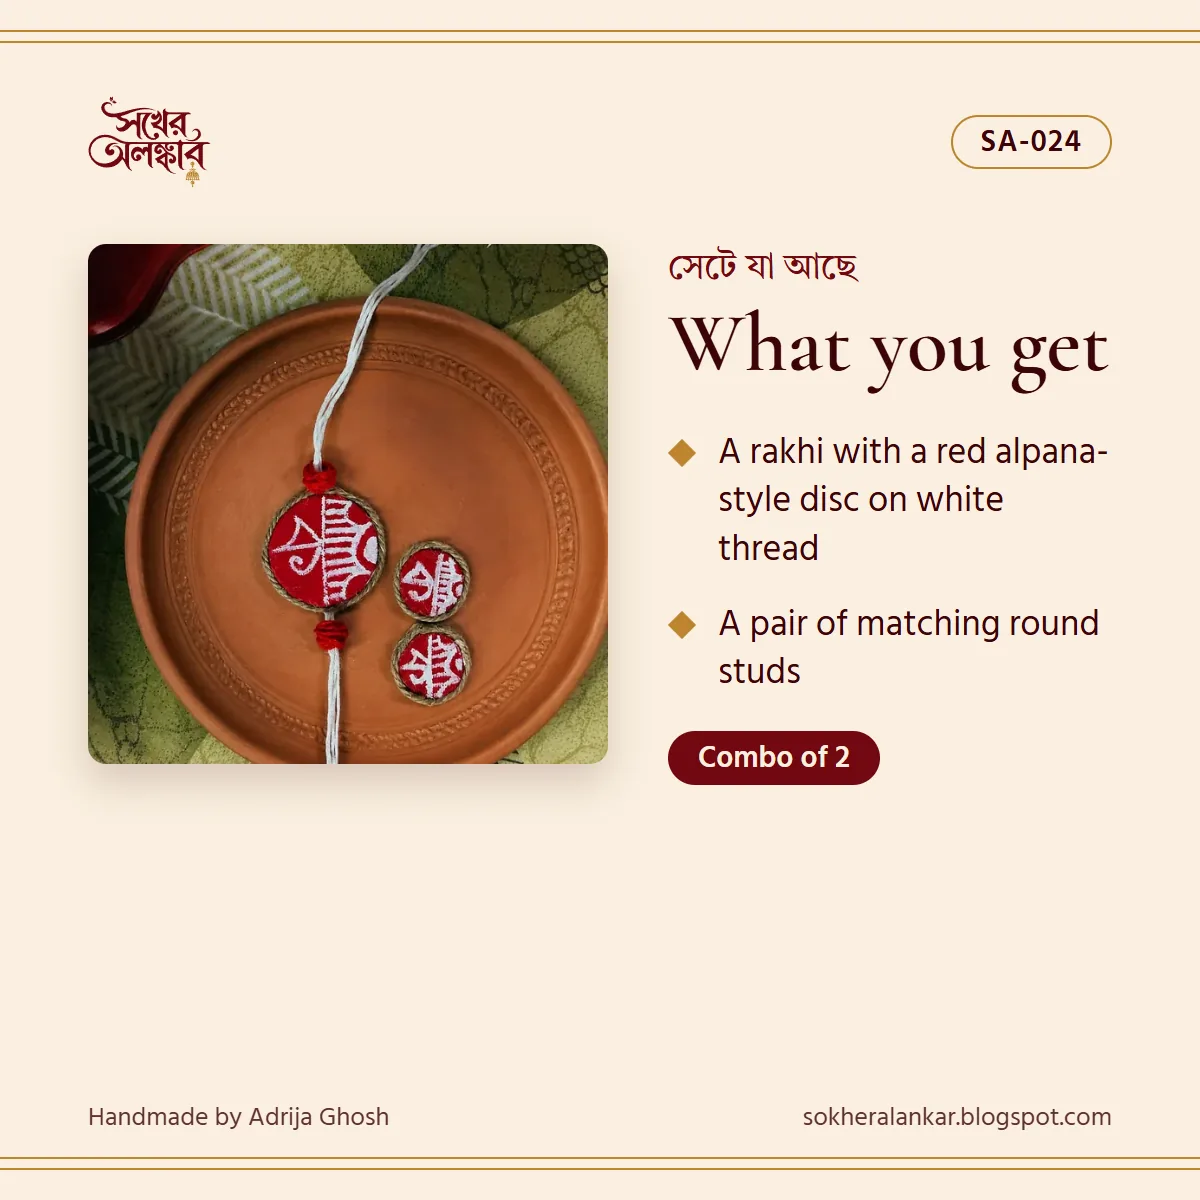 সখের
অলঙ্কার
SA-024
সেটে যা আছে
What you get
A rakhi with a red alpana-
style disc on white
thread
A pair of matching round
studs
Combo of 2
Handmade by Adrija Ghosh
sokheralankar.blogspot.com